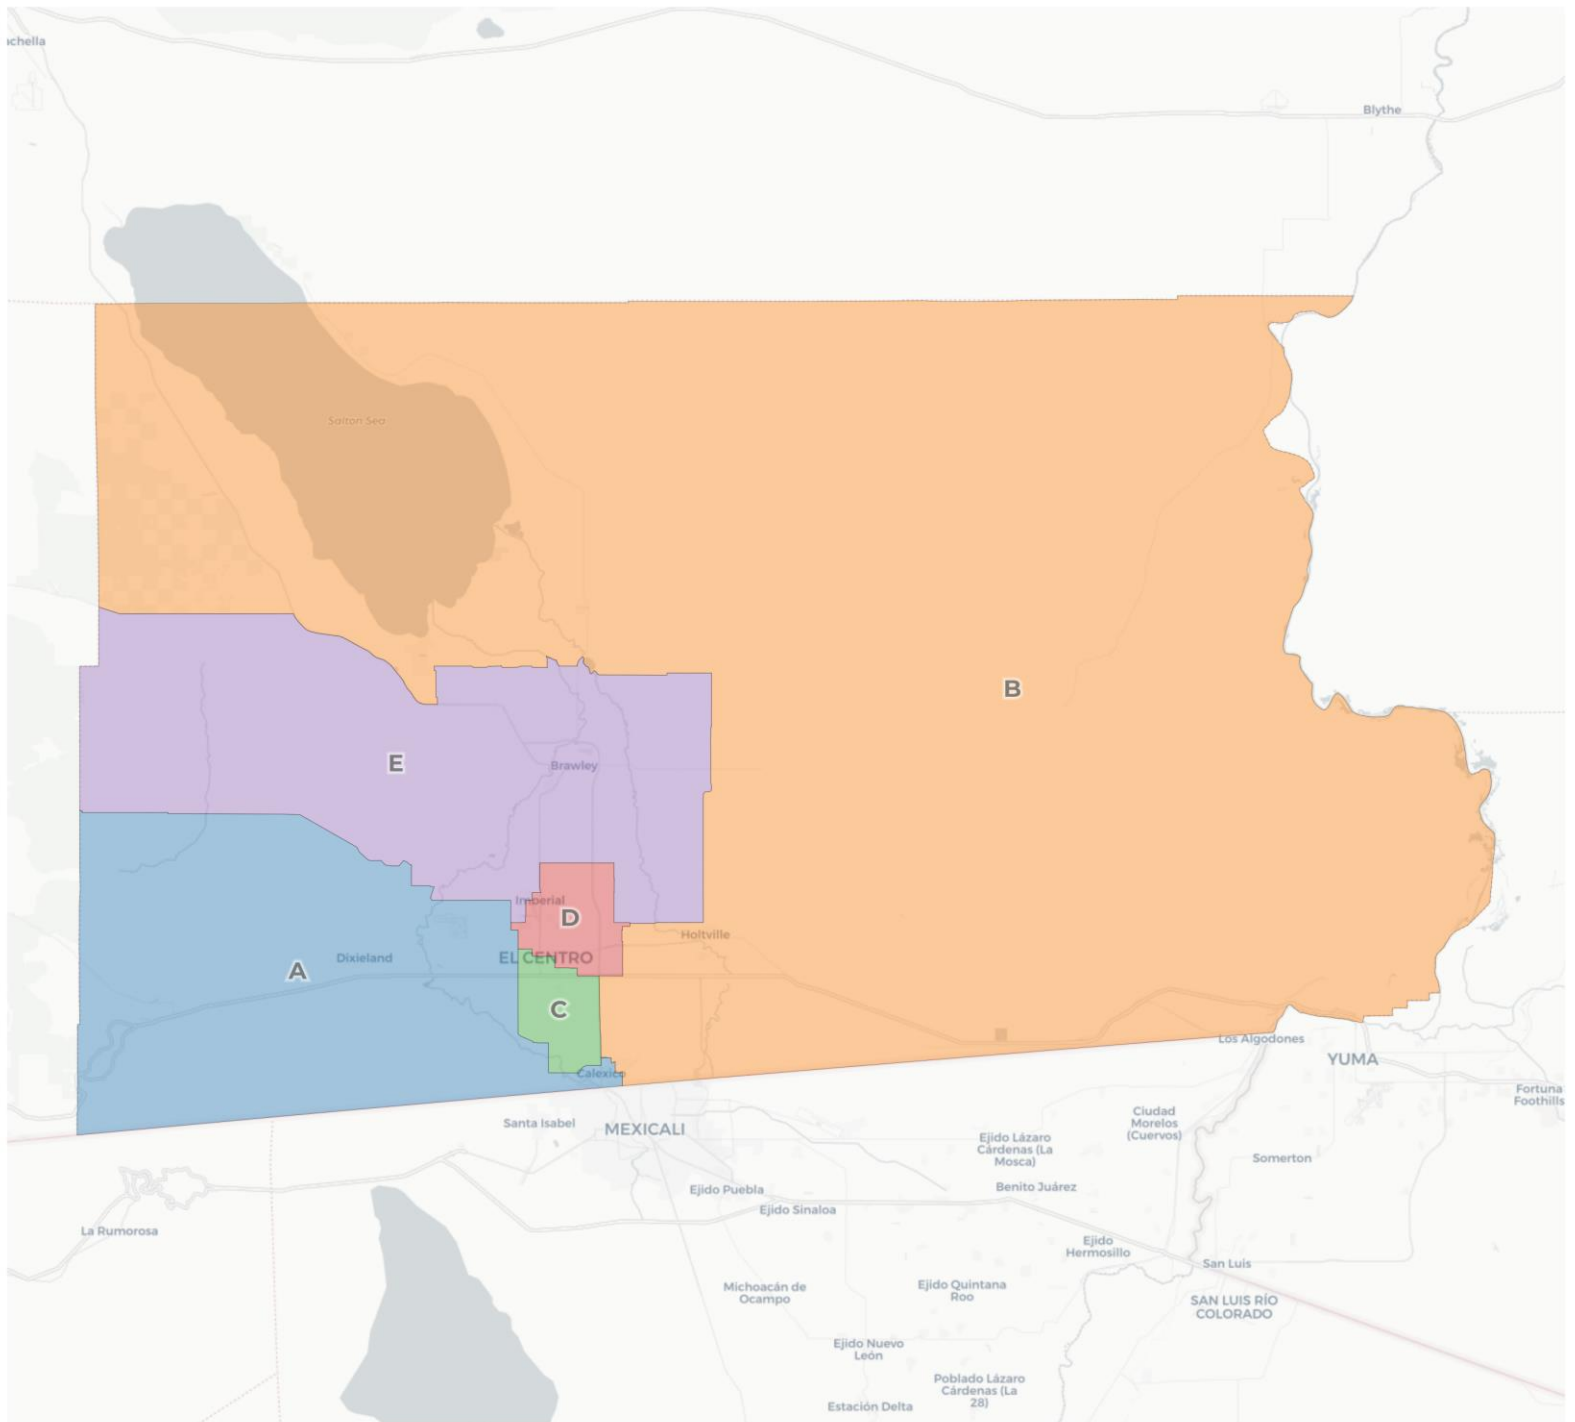 Blythe
Salton Sea
B
E
Brawley
Imperial
D
Holtville
EL CENTRO
Dixieland
A
C
Los Algodones
YUMA
Calexico
Fortuna
Foothills
Santa Isabel
MEXICALI
Ciudad
Morelos
(Cuervos)
Ejido Lázaro
Cárdenas (La
Mosca)
Somerton
Ejido Puebla
Benito Juárez
Ejido Sinaloa
La Rumorosa
Ejido
Hermosillo
San Luis
Michoacán de
Ocampo
Ejido Quintana
Roo
SAN LUIS RÍO
COLORADO
Ejido Nuevo
León
Poblado Lázaro
Cárdenas (La
28)
Estación Delta